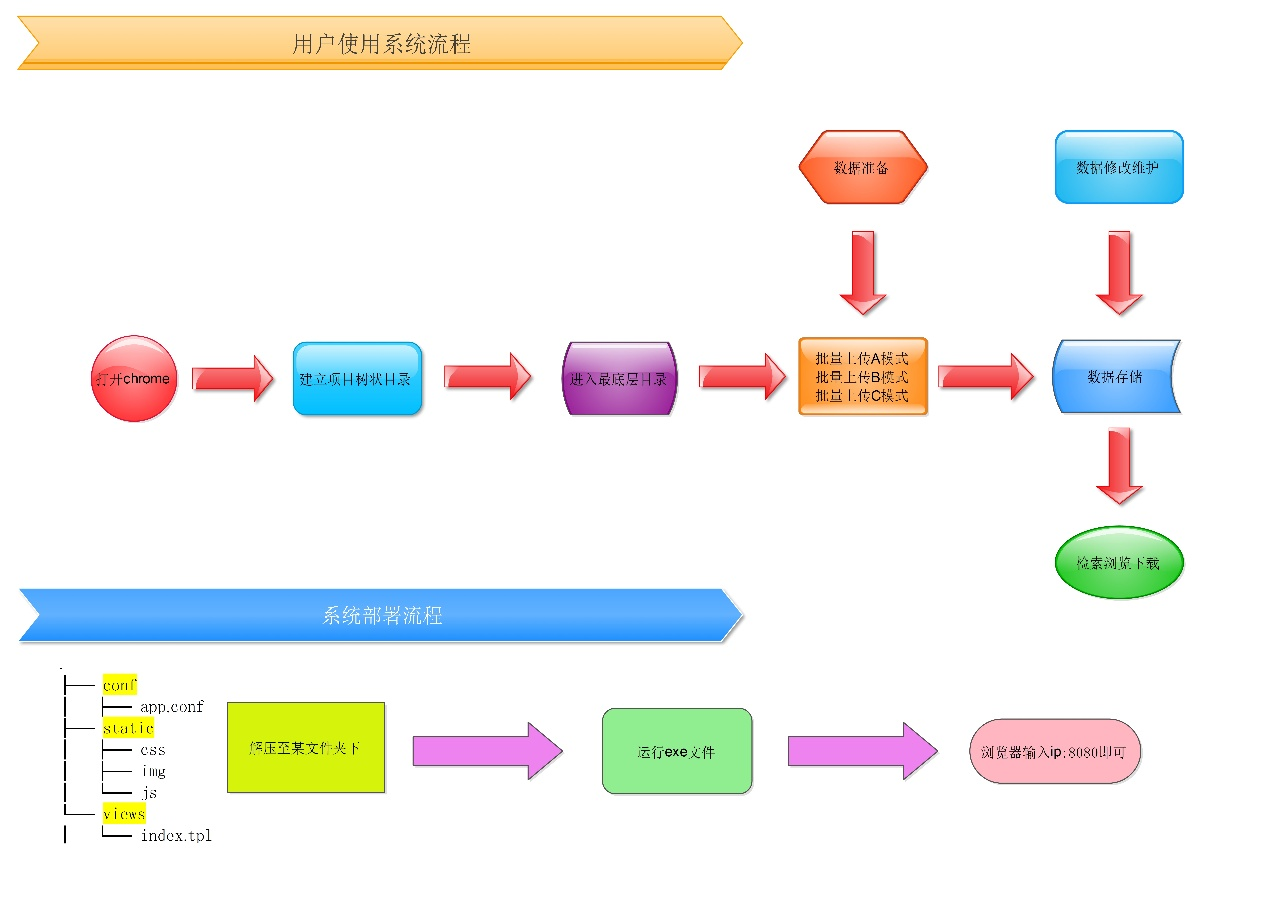 用户使用系统流程
数据准备
数据修改维护
打开chrome
建立项目树状目录
进入最底层目录
批量上传A模式
批量上传B模式
批量上传C模式
数据存储
检索浏览下载
系统部署流程
.
├── conf
│   ├── app.conf
├── static
│   ├── css
│   ├── img
│   └── js
└── views
│   └── index.tpl
解压至某文件夹下
运行exe文件
浏览器输入ip:8080即可